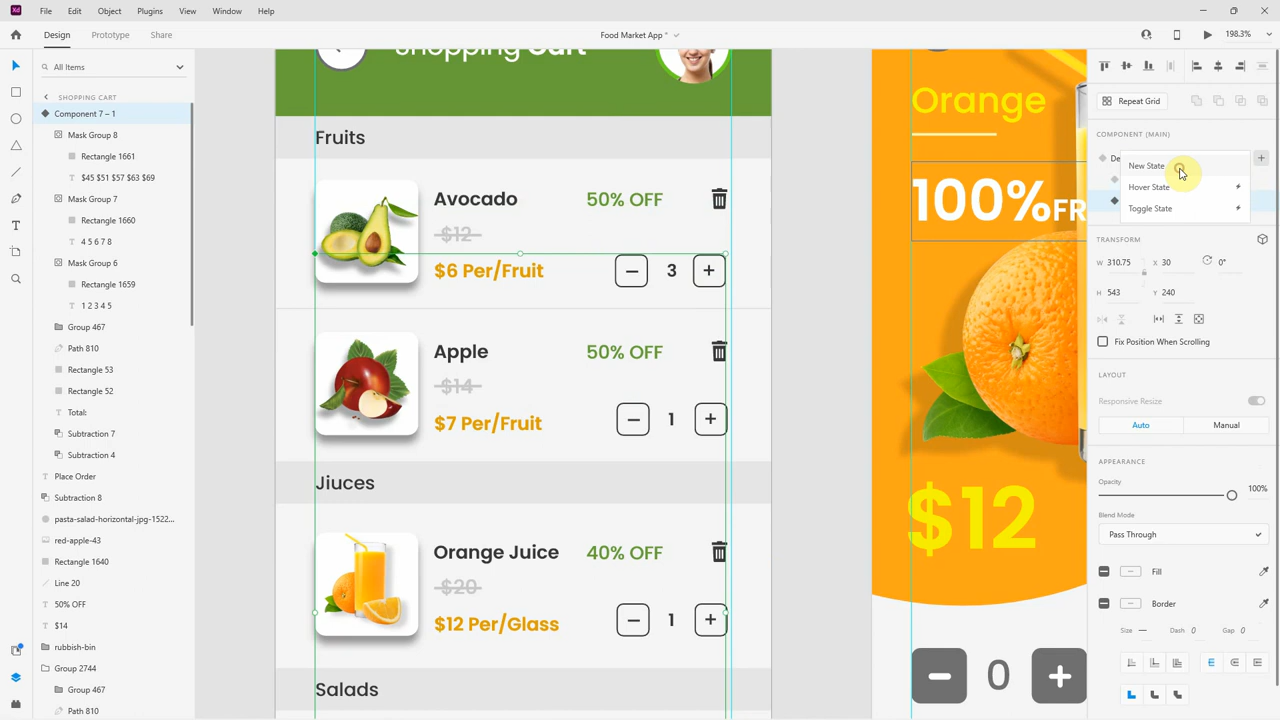 File Edit Object Plugins View Window Help
Design Prototype Share
Food Market App *
198.3%
All Items
SHOPPING CART
Component 7 – 1
Mask Group 8
Rectangle 1661
$45 $51 $57 $63 $69
Mask Group 7
Rectangle 1660
4 5 6 7 8
Mask Group 6
Rectangle 1659
1 2 3 4 5
Group 467
Path 810
Rectangle 53
Rectangle 52
Total:
Subtraction 7
Subtraction 4
Place Order
Subtraction 8
pasta-salad-horizontal-jpg-1522...
red-apple-43
Rectangle 1640
Line 20
50% OFF
$14
rubbish-bin
Group 2744
Group 467
Path 810
Shopping Cart
Fruits
Avocado 50% OFF
$12
$6 Per/Fruit
− 3 +
Apple 50% OFF
$14
$7 Per/Fruit
− 1 +
Jiuces
Orange Juice 40% OFF
$20
$12 Per/Glass
− 1 +
Salads
Orange
100%FR
$12
− 0 +
Repeat Grid
COMPONENT (MAIN)
De
New State
Hover State
Toggle State
TRANSFORM
W 310.75 X 30 0°
H 543 Y 240
Fix Position When Scrolling
LAYOUT
Responsive Resize
Auto Manual
APPEARANCE
Opacity
100%
Blend Mode
Pass Through
Fill
Border
Size — Dash 0 Gap 0